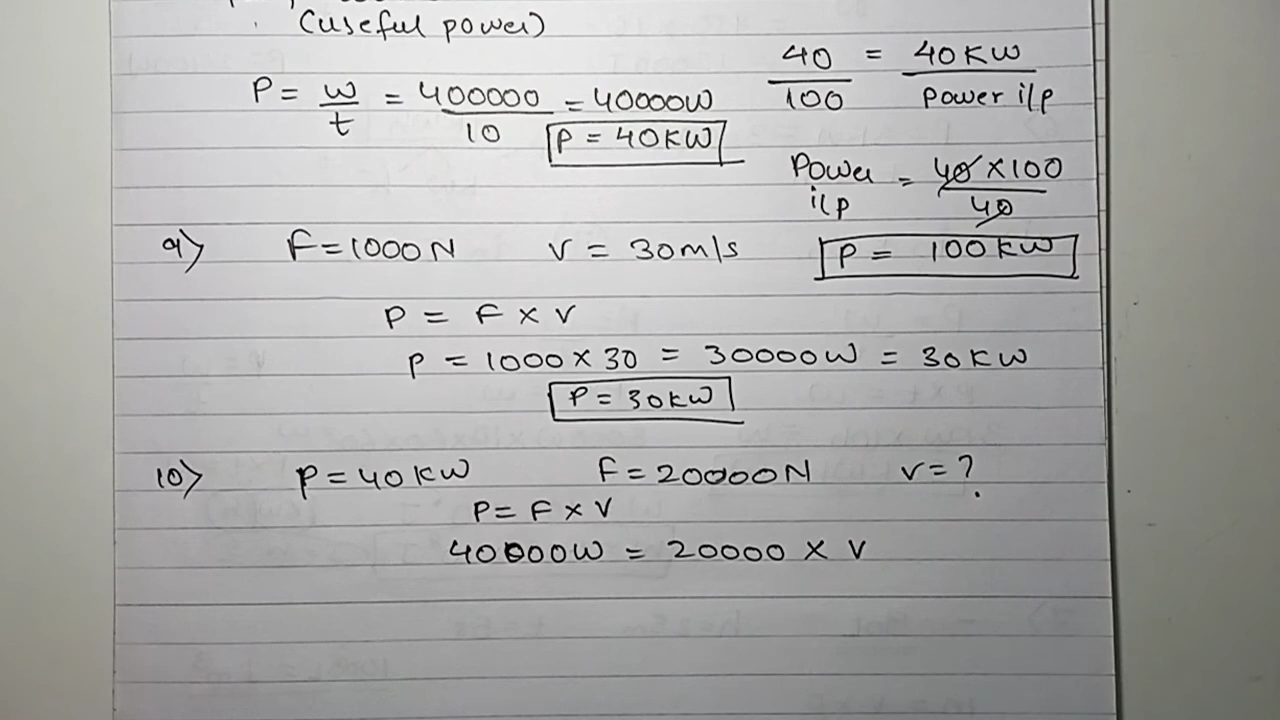 (useful power)
P = w/t = 400000/10 = 40000W
P = 40KW
40/100 = 40KW/Power i/p
Power i/p = 40×100/40
P = 100KW
9) F=1000N V = 30m/s
P = F × V
P = 1000 × 30 = 30000W = 30KW
P = 30KW
10) P=40KW F=20000N V=?
P= F × V
40000W = 20000 × V